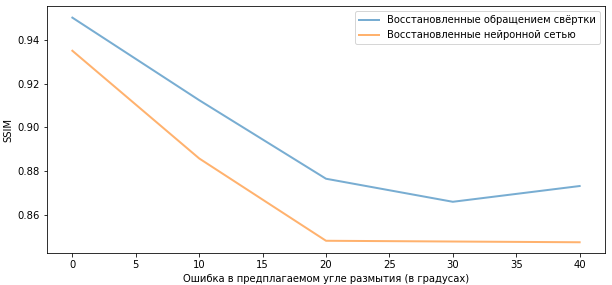 Восстановленные обращением свёртки
Восстановленные нейронной сетью
0.94
0.92
0.90
0.88
0.86
SSIM
0 5 10 15 20 25 30 35 40
Ошибка в предплагаемом угле размытия (в градусах)